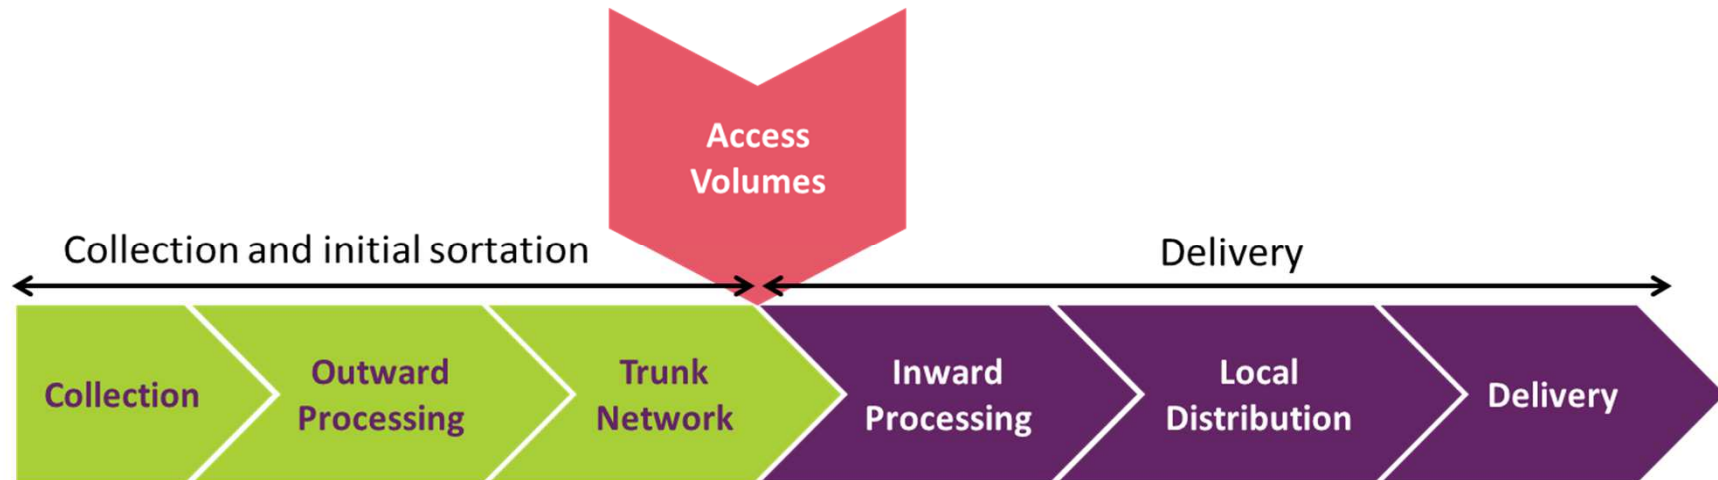 Access
Volumes
Collection and initial sortation
Delivery
Collection
Outward
Processing
Trunk
Network
Inward
Processing
Local
Distribution
Delivery